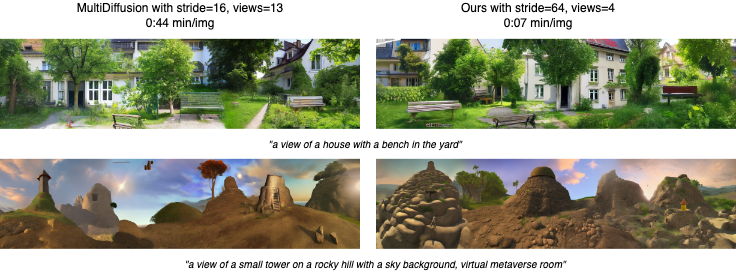 MultiDiffusion with stride=16, views=13
0:44 min/img
Ours with stride=64, views=4
0:07 min/img
"a view of a house with a bench in the yard"
"a view of a small tower on a rocky hill with a sky background, virtual metaverse room"